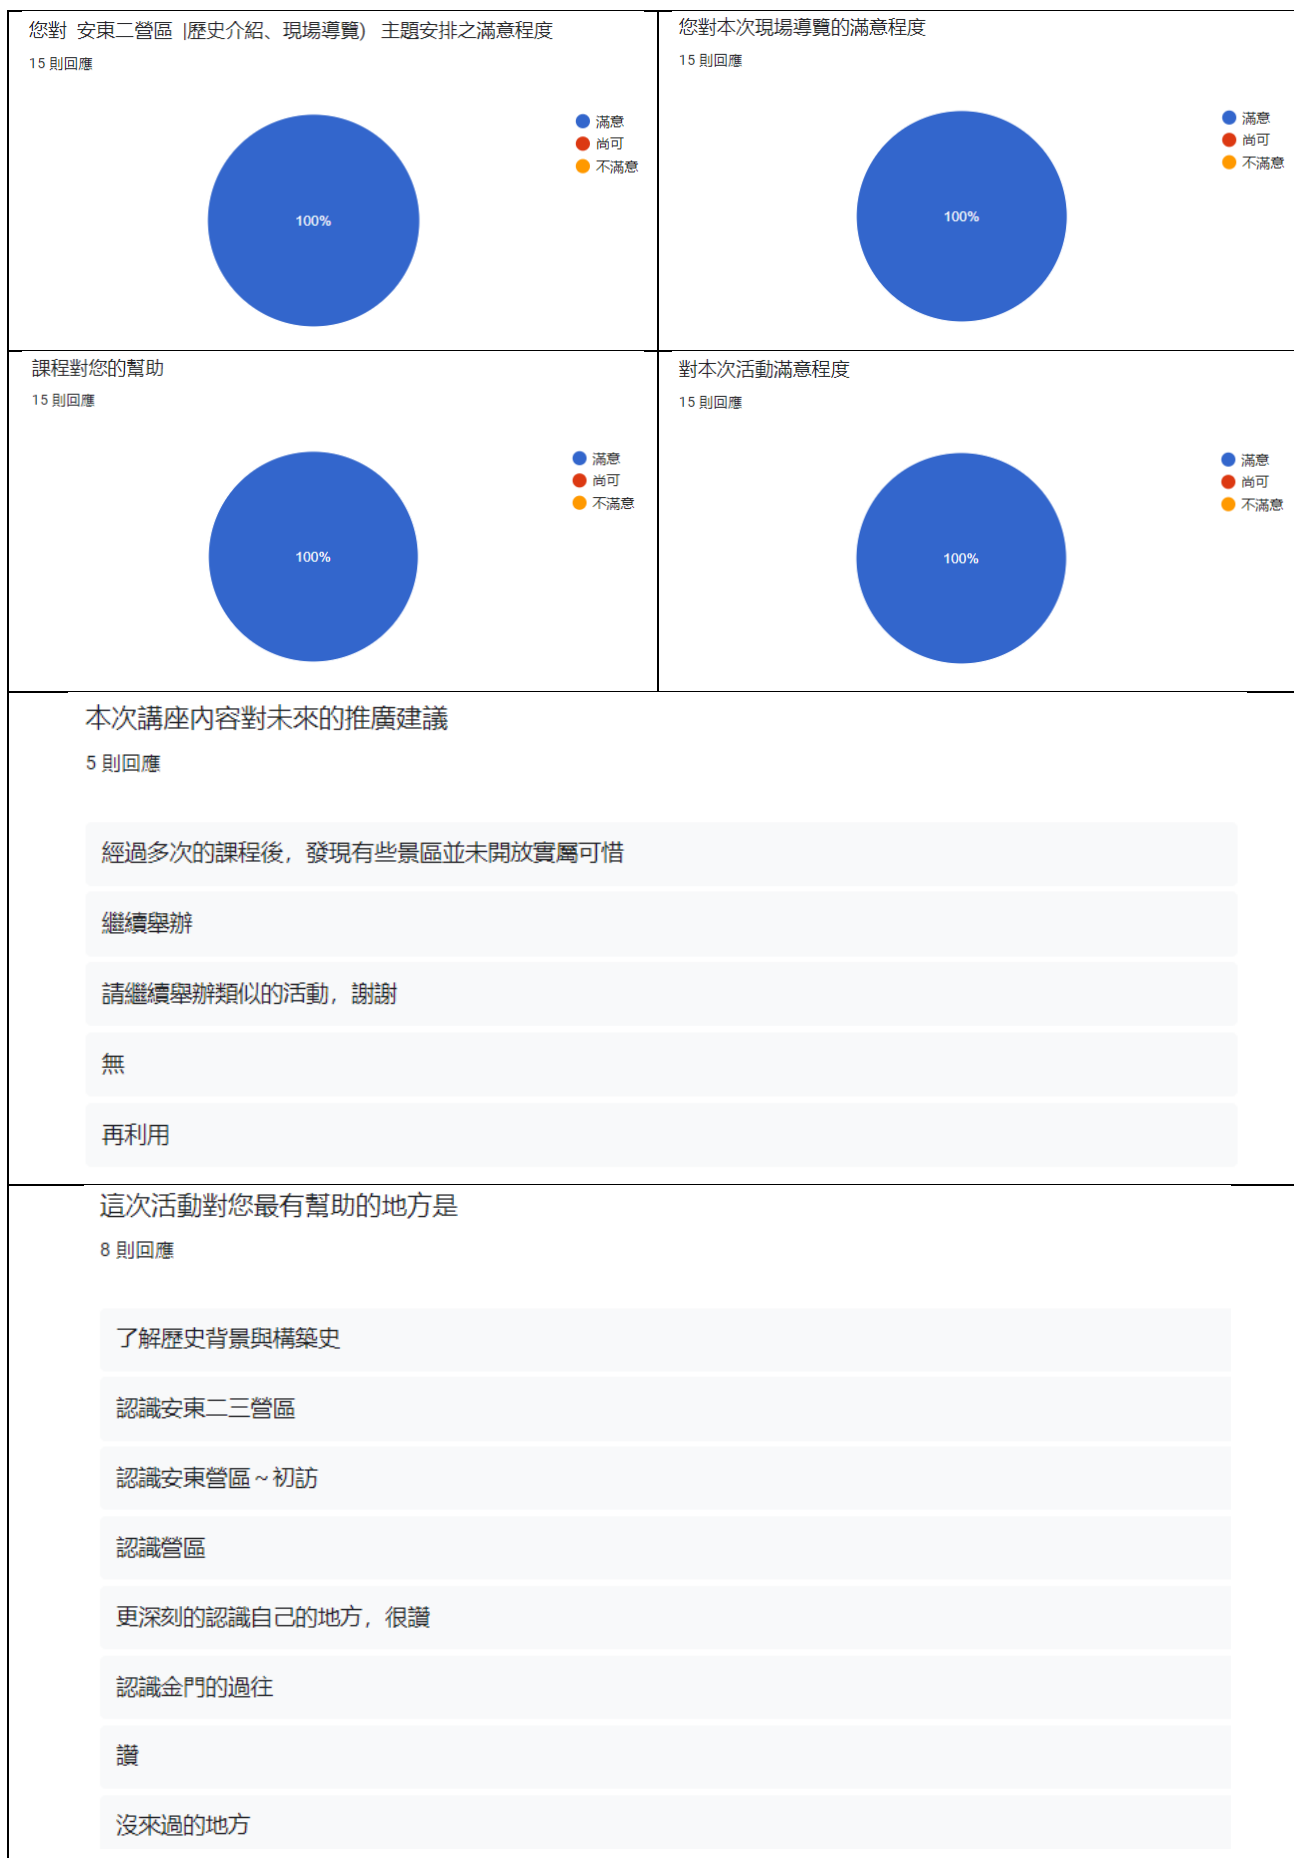 您對 安東二營區 |歷史介紹、現場導覽) 主題安排之滿意程度
15 則回應
滿意
尚可
不滿意
100%
您對本次現場導覽的滿意程度
15 則回應
滿意
尚可
不滿意
100%
課程對您的幫助
15 則回應
滿意
尚可
不滿意
100%
對本次活動滿意程度
15 則回應
滿意
尚可
不滿意
100%
本次講座內容對未來的推廣建議
5 則回應
經過多次的課程後，發現有些景區並未開放實屬可惜
繼續舉辦
請繼續舉辦類似的活動，謝謝
無
再利用
這次活動對您最有幫助的地方是
8 則回應
了解歷史背景與構築史
認識安東二三營區
認識安東營區～初訪
認識營區
更深刻的認識自己的地方，很讚
認識金門的過往
讚
沒來過的地方